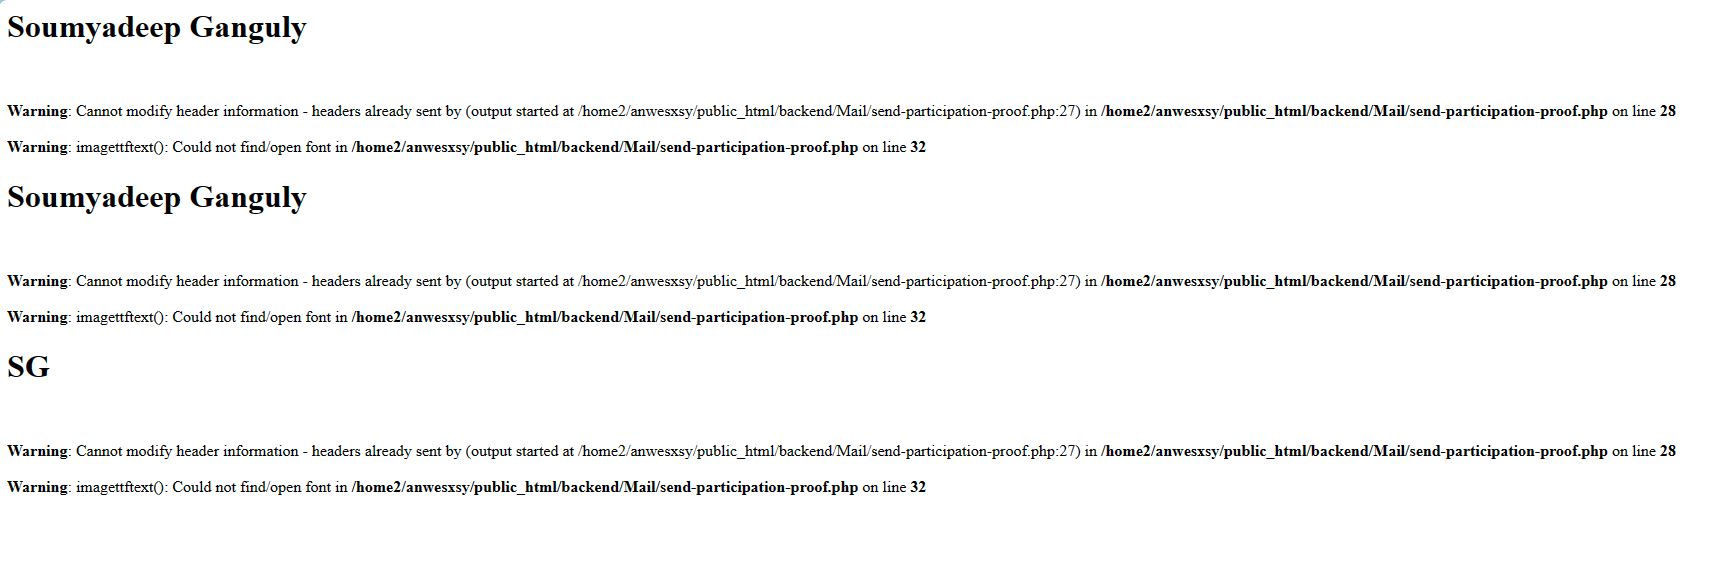 Soumyadeep Ganguly
Warning: Cannot modify header information - headers already sent by (output started at /home2/anwesxsy/public_html/backend/Mail/send-participation-proof.php:27) in /home2/anwesxsy/public_html/backend/Mail/send-participation-proof.php on line 28
Warning: imagettftext(): Could not find/open font in /home2/anwesxsy/public_html/backend/Mail/send-participation-proof.php on line 32
Soumyadeep Ganguly
Warning: Cannot modify header information - headers already sent by (output started at /home2/anwesxsy/public_html/backend/Mail/send-participation-proof.php:27) in /home2/anwesxsy/public_html/backend/Mail/send-participation-proof.php on line 28
Warning: imagettftext(): Could not find/open font in /home2/anwesxsy/public_html/backend/Mail/send-participation-proof.php on line 32
SG
Warning: Cannot modify header information - headers already sent by (output started at /home2/anwesxsy/public_html/backend/Mail/send-participation-proof.php:27) in /home2/anwesxsy/public_html/backend/Mail/send-participation-proof.php on line 28
Warning: imagettftext(): Could not find/open font in /home2/anwesxsy/public_html/backend/Mail/send-participation-proof.php on line 32